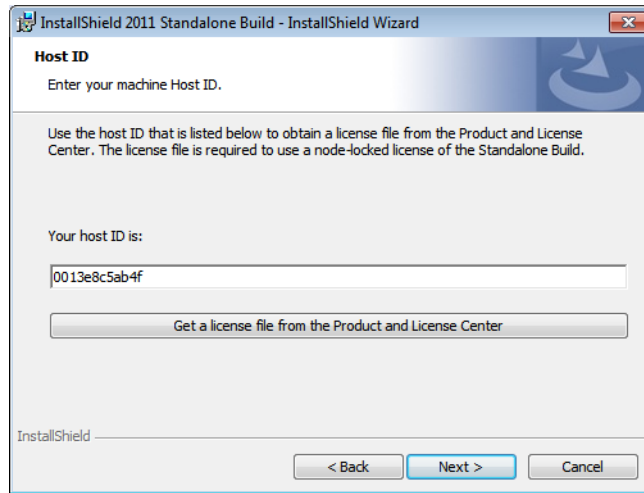 InstallShield 2011 Standalone Build - InstallShield Wizard
Host ID
Enter your machine Host ID.
Use the host ID that is listed below to obtain a license file from the Product and License
Center. The license file is required to use a node-locked license of the Standalone Build.
Your host ID is:
0013e8c5ab4f
Get a license file from the Product and License Center
InstallShield
< Back
Next >
Cancel